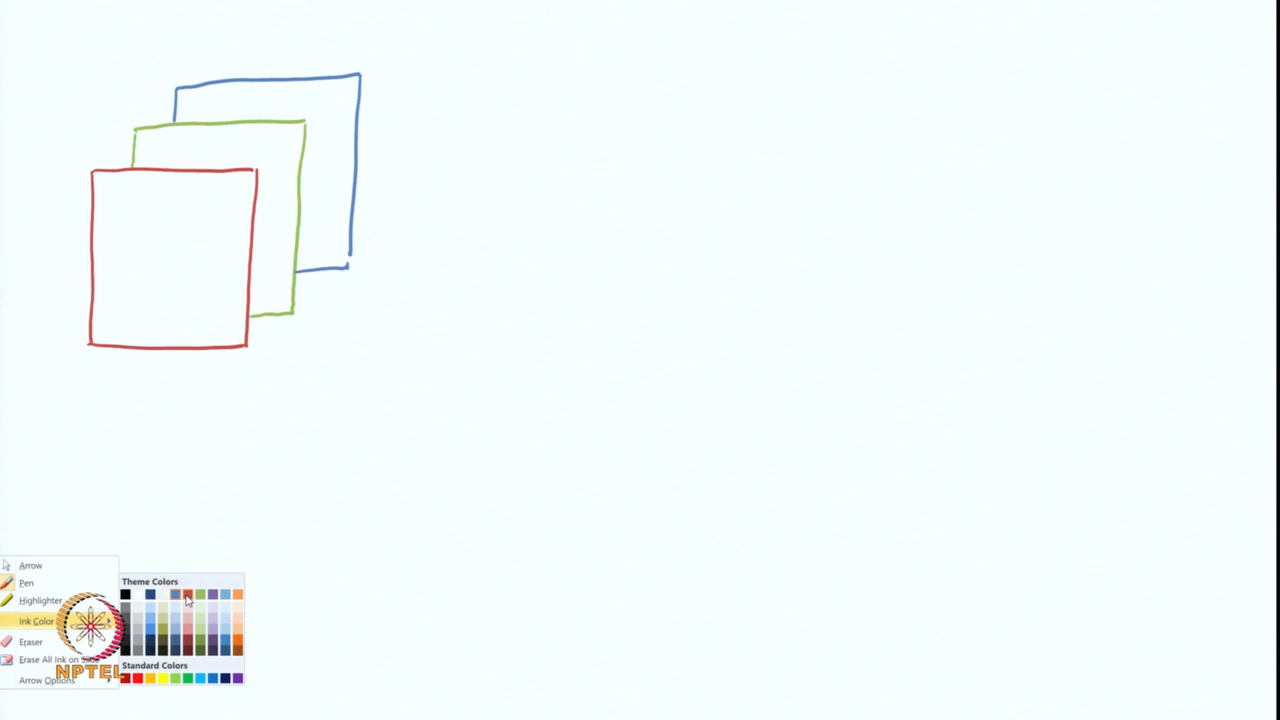 Arrow
Pen
Highlighter
Ink Color
Eraser
Erase All Ink on Slide
Arrow Options
Theme Colors
Standard Colors
NPTEL